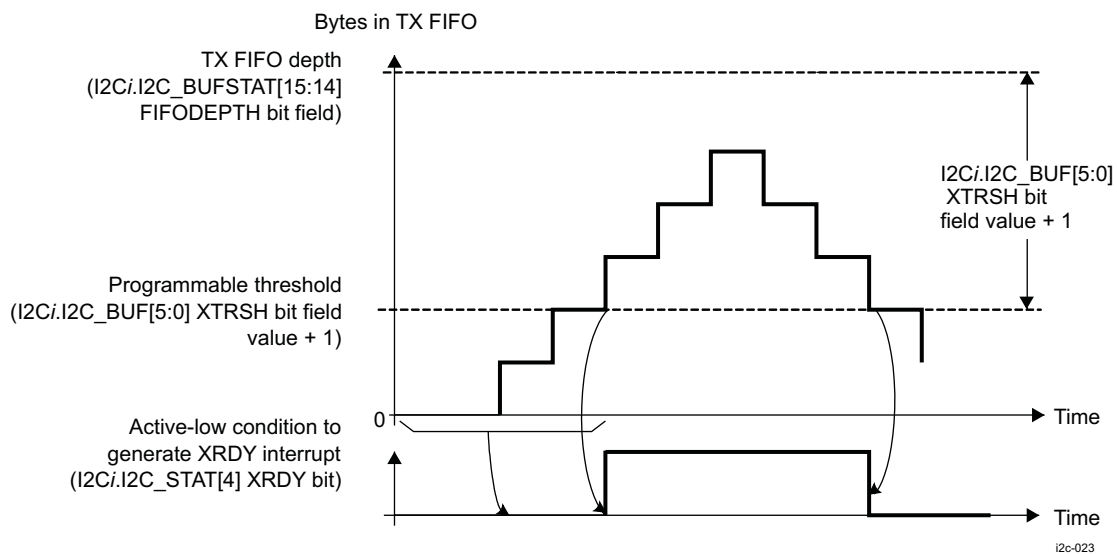 Bytes in TX FIFO
TX FIFO depth
(I2Ci.I2C_BUFSTAT[15:14]
FIFODEPTH bit field)
I2Ci.I2C_BUF[5:0]
XTRSH bit
field value + 1
Programmable threshold
(I2Ci.I2C_BUF[5:0] XTRSH bit field
value + 1)
0
Time
Active-low condition to
generate XRDY interrupt
(I2Ci.I2C_STAT[4] XRDY bit)
Time
i2c-023